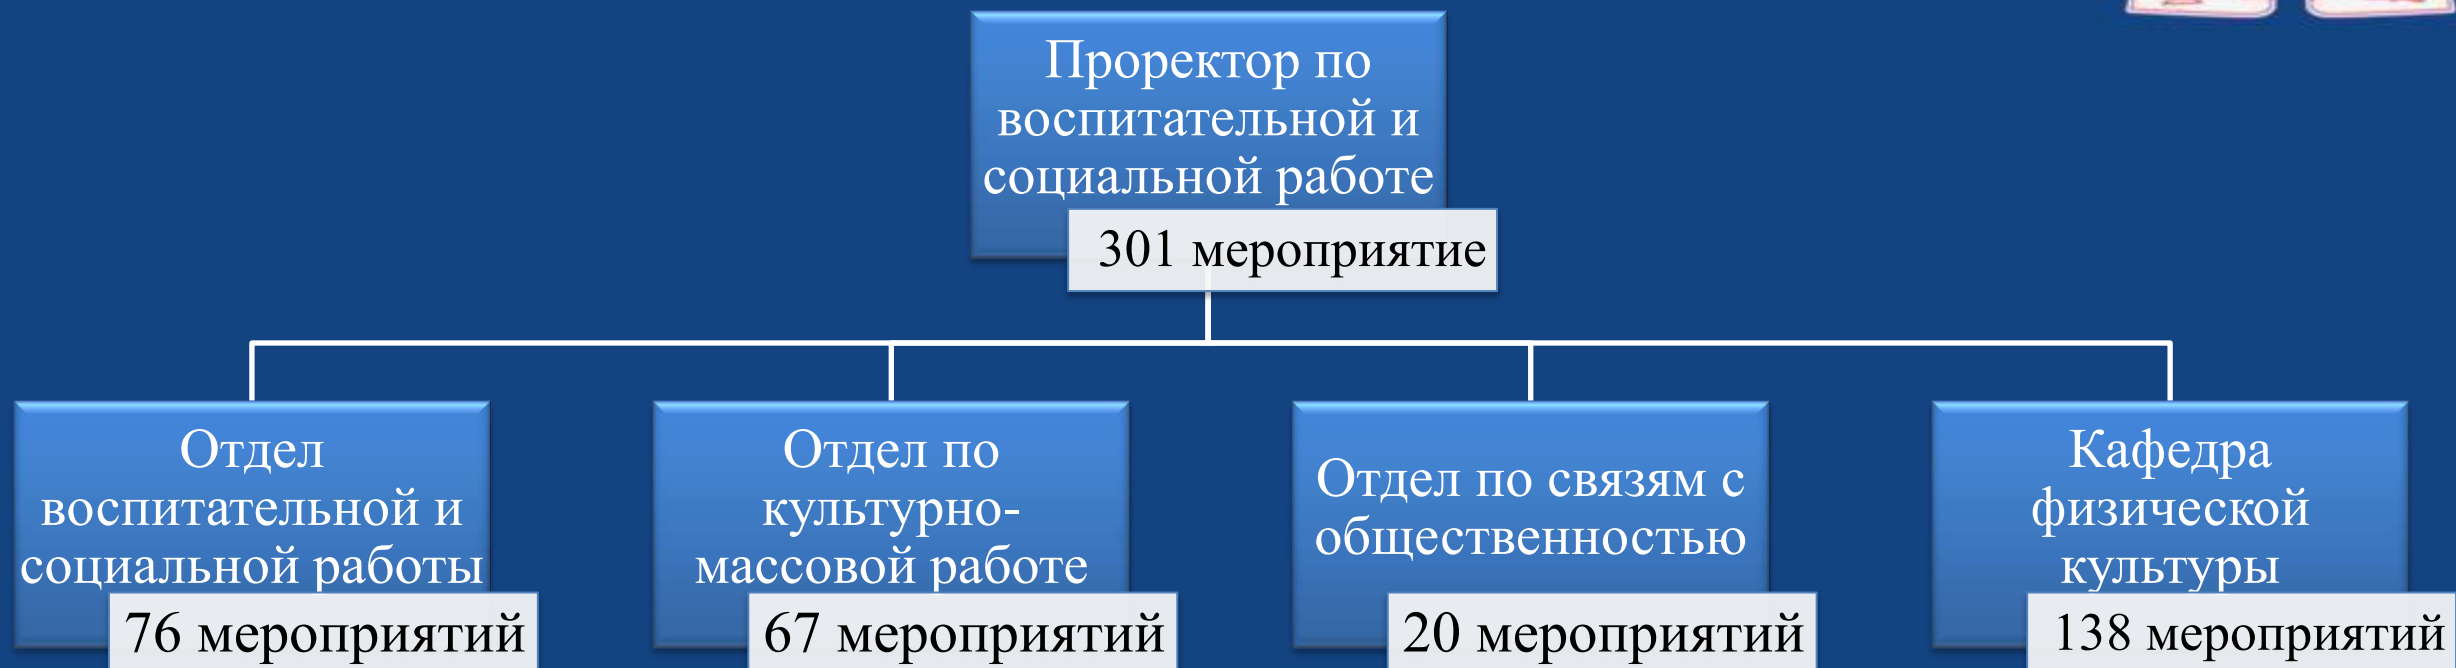 Проректор по
воспитательной и
социальной работе
301 мероприятие
Отдел
воспитательной и
социальной работы
76 мероприятий
Отдел по
культурно-
массовой работе
67 мероприятий
Отдел по связям с
общественностью
20 мероприятий
Кафедра
физической
культуры
138 мероприятий